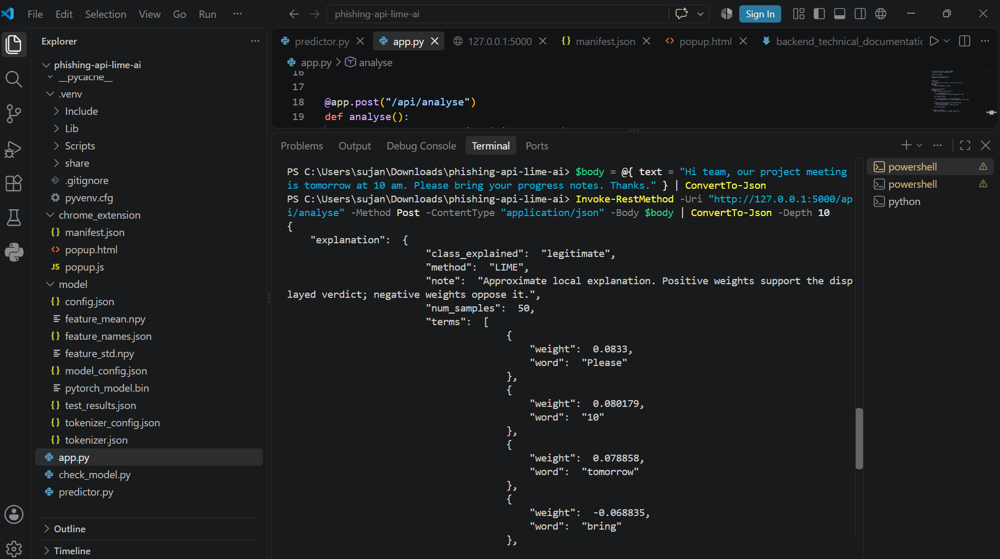 File Edit Selection View Go Run ···
phishing-api-lime-ai
Sign In
Explorer
phishing-api-lime-ai
__pycache__
.venv
Include
Lib
Scripts
share
.gitignore
pyvenv.cfg
chrome_extension
manifest.json
popup.html
popup.js
model
config.json
feature_mean.npy
feature_names.json
feature_std.npy
model_config.json
pytorch_model.bin
test_results.json
tokenizer_config.json
tokenizer.json
app.py
check_model.py
predictor.py
Outline
Timeline
predictor.py app.py 127.0.0.1:5000 manifest.json popup.html backend_technical_documentatic
app.py > analyse
16
17
18 @app.post("/api/analyse")
19 def analyse():
Problems Output Debug Console Terminal Ports
PS C:\Users\sujan\Downloads\phishing-api-lime-ai> $body = @{ text = "Hi team, our project meeting
is tomorrow at 10 am. Please bring your progress notes. Thanks." } | ConvertTo-Json
PS C:\Users\sujan\Downloads\phishing-api-lime-ai> Invoke-RestMethod -Uri "http://127.0.0.1:5000/ap
i/analyse" -Method Post -ContentType "application/json" -Body $body | ConvertTo-Json -Depth 10
{
"explanation": {
"class_explained": "legitimate",
"method": "LIME",
"note": "Approximate local explanation. Positive weights support the disp
layed verdict; negative weights oppose it.",
"num_samples": 50,
"terms": [
{
"weight": 0.0833,
"word": "Please"
},
{
"weight": 0.080179,
"word": "10"
},
{
"weight": 0.078858,
"word": "tomorrow"
},
{
"weight": -0.068835,
"word": "bring"
},
powershell
powershell
python